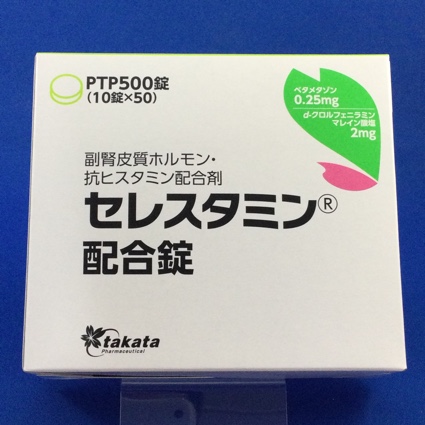 PTP500錠
(10錠×50)
ベタメタゾン
0.25mg
d-クロルフェニラミン
マレイン酸塩
2mg
副腎皮質ホルモン・
抗ヒスタミン配合剤
セレスタミン®
配合錠
takata
Pharmaceutical